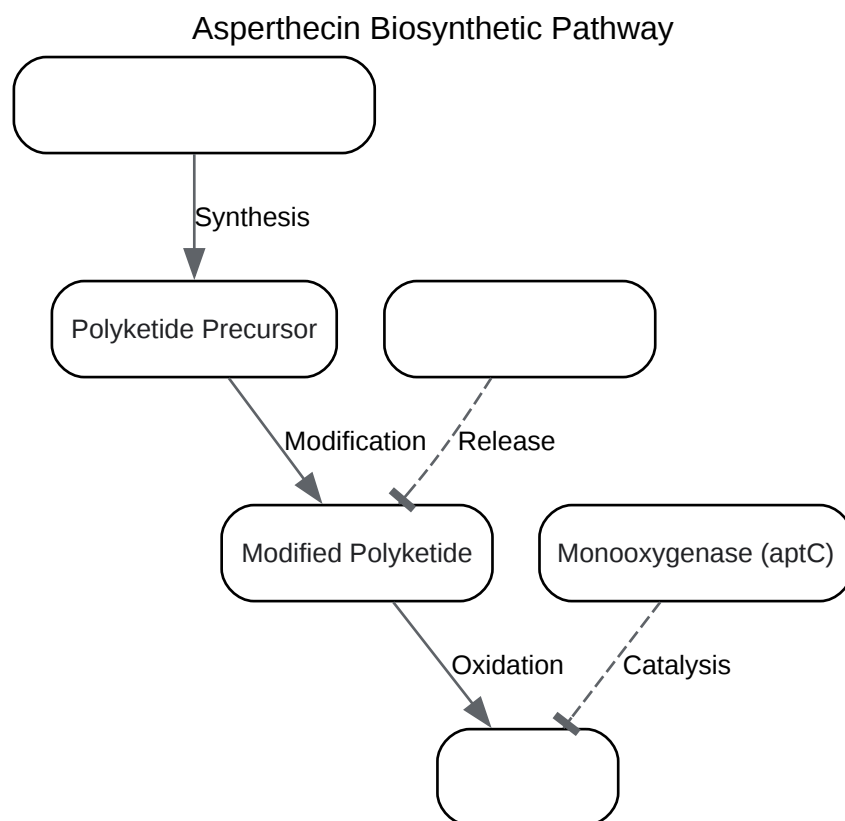 Asperthecin Biosynthetic Pathway
Synthesis
Polyketide Precursor
Modification
Release
Modified Polyketide
Monooxygenase (aptC)
Oxidation
Catalysis